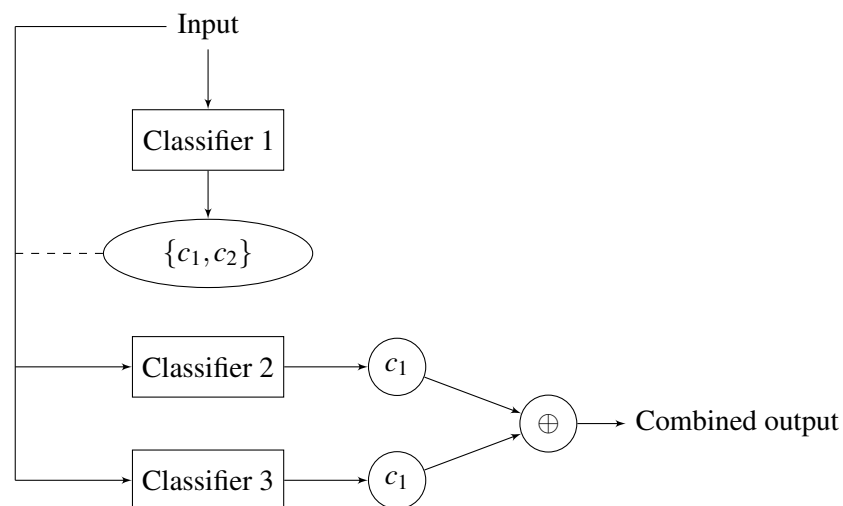 Input
Classifier 1
{c₁, c₂}
Classifier 2
c₁
⊕
Combined output
Classifier 3
c₁